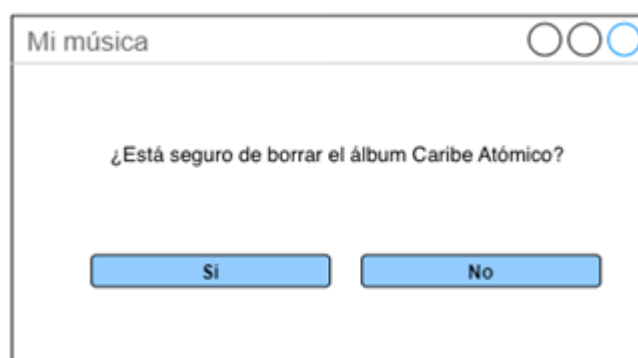 Mi música
¿Está seguro de borrar el álbum Caribe Atómico?
Si
No